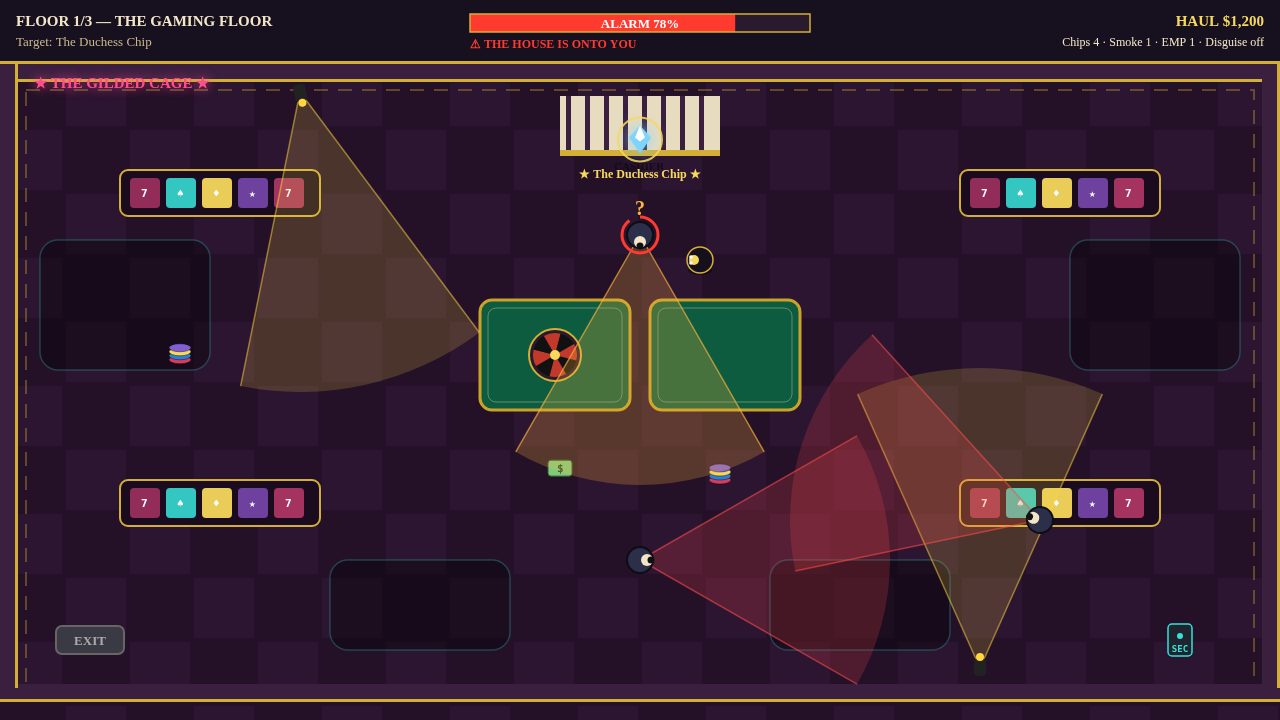 FLOOR 1/3 — THE GAMING FLOOR
Target: The Duchess Chip
ALARM 78%
⚠ THE HOUSE IS ONTO YOU
HAUL $1,200
Chips 4 · Smoke 1 · EMP 1 · Disguise off
★ THE GILDED CAGE ★
★ The Duchess Chip ★
?
7 ♠ ♦ ★ 7
7 ♠ ♦ ★ 7
$
7 ♠ ♦ ★ 7
7 ♠ ♦ ★ 7
EXIT
SEC